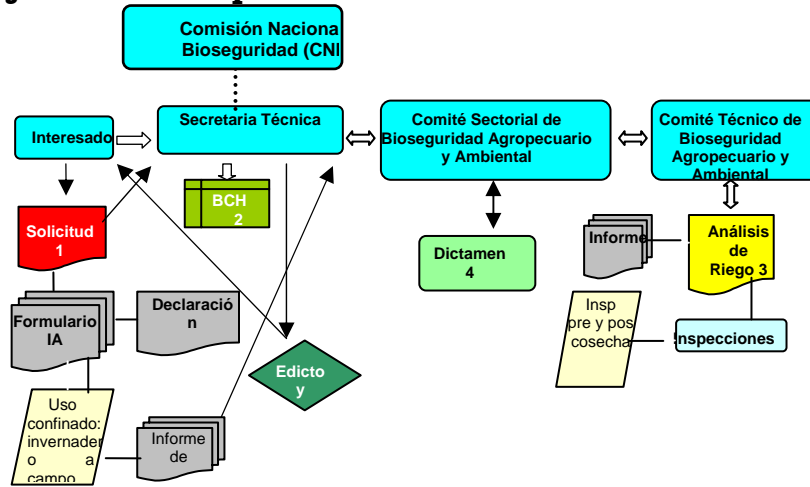 Comisión Naciona
Bioseguridad (CNI
Interesado
Secretaria Técnica
Comité Sectorial de
Bioseguridad Agropecuario
y Ambiental
Comité Técnico de
Bioseguridad
Agropecuario y
Ambiental
Solicitud
1
BCH
2
Dictamen
4
Informe
Análisis
de
Riego 3
Formulario
IA
Declaració
n
Edicto
y
Insp
pre y pos
cosecha
Inspecciones
Uso
confinado:
invernader
o a
campo
Informe
de